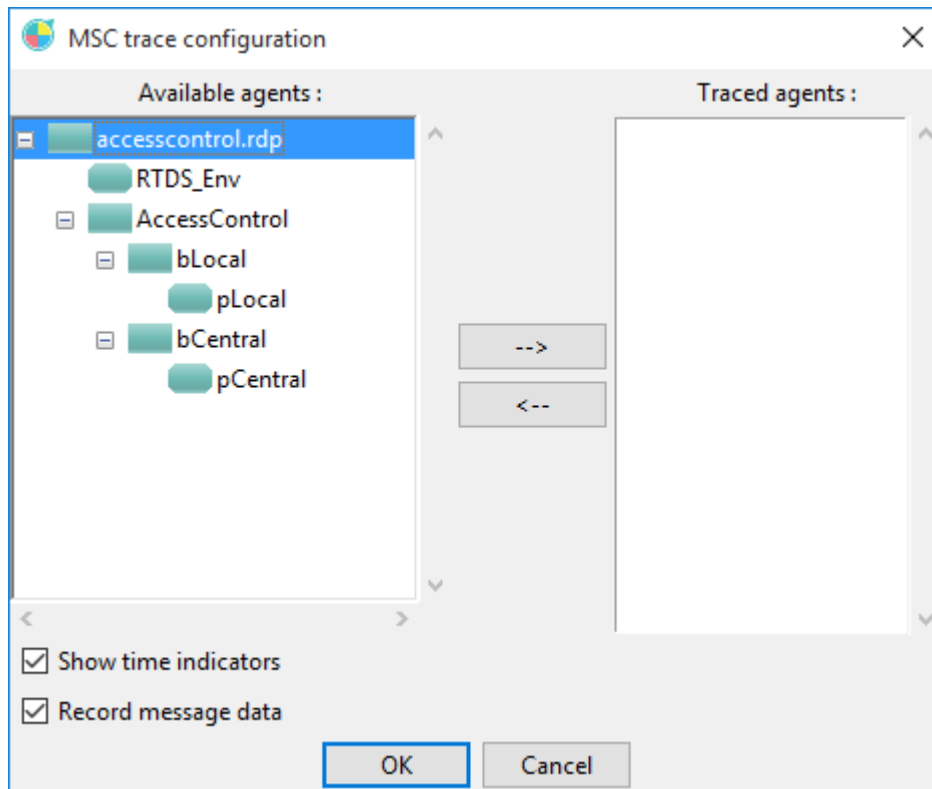 MSC trace configuration
Available agents :
Traced agents :
accesscontrol.rdp
RTDS_Env
AccessControl
bLocal
pLocal
bCentral
pCentral
-->
<--
Show time indicators
Record message data
OK
Cancel